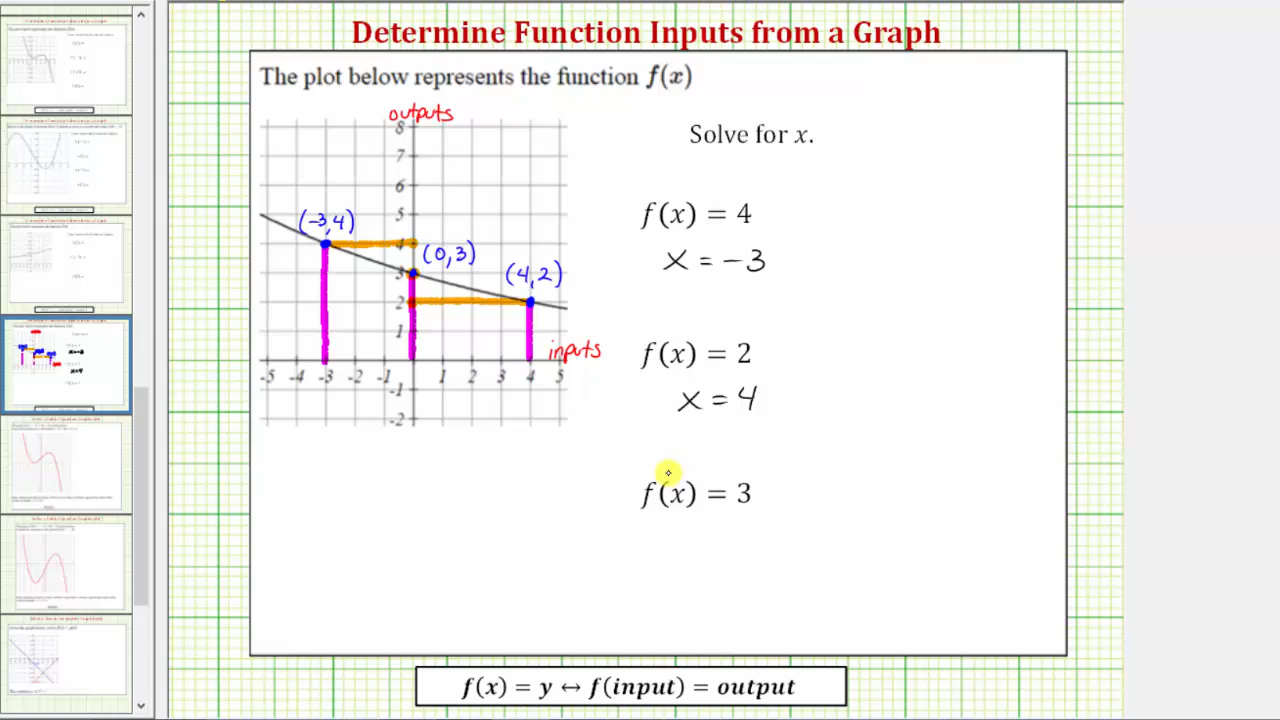 Determine Function Inputs from a Graph
The plot below represents the function f(x)
outputs
8
7
6
5
4
3
2
1
-1
-2
-5 -4 -3 -2 -1 1 2 3 4 5
inputs
(-3,4)
(0,3)
(4,2)
Solve for x.
f(x) = 4
x = -3
f(x) = 2
x = 4
f(x) = 3
f(x) = y ↔ f(input) = output